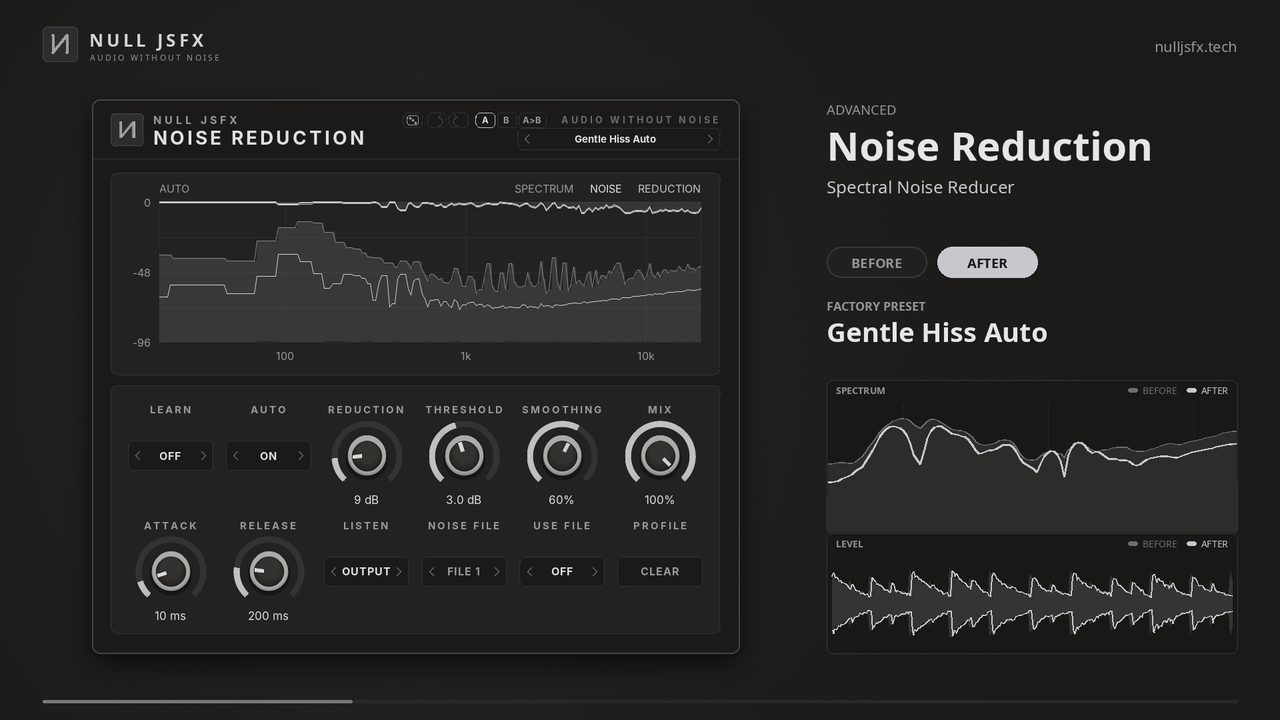 NULL JSFX
AUDIO WITHOUT NOISE
nulljsfx.tech
NULL JSFX
NOISE REDUCTION
A B A>B
AUDIO WITHOUT NOISE
Gentle Hiss Auto
AUTO
SPECTRUM NOISE REDUCTION
0
-48
-96
100 1k 10k
LEARN AUTO REDUCTION THRESHOLD SMOOTHING MIX
OFF ON
9 dB 3.0 dB 60% 100%
ATTACK RELEASE LISTEN NOISE FILE USE FILE PROFILE
OUTPUT FILE 1 OFF CLEAR
10 ms 200 ms
ADVANCED
Noise Reduction
Spectral Noise Reducer
BEFORE AFTER
FACTORY PRESET
Gentle Hiss Auto
SPECTRUM BEFORE AFTER
LEVEL BEFORE AFTER